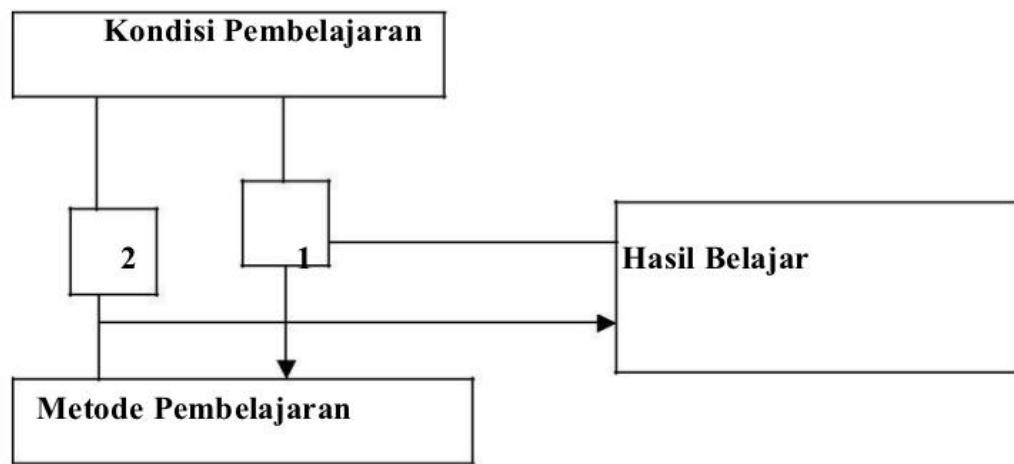 Kondisi Pembelajaran
2
1
Hasil Belajar
Metode Pembelajaran